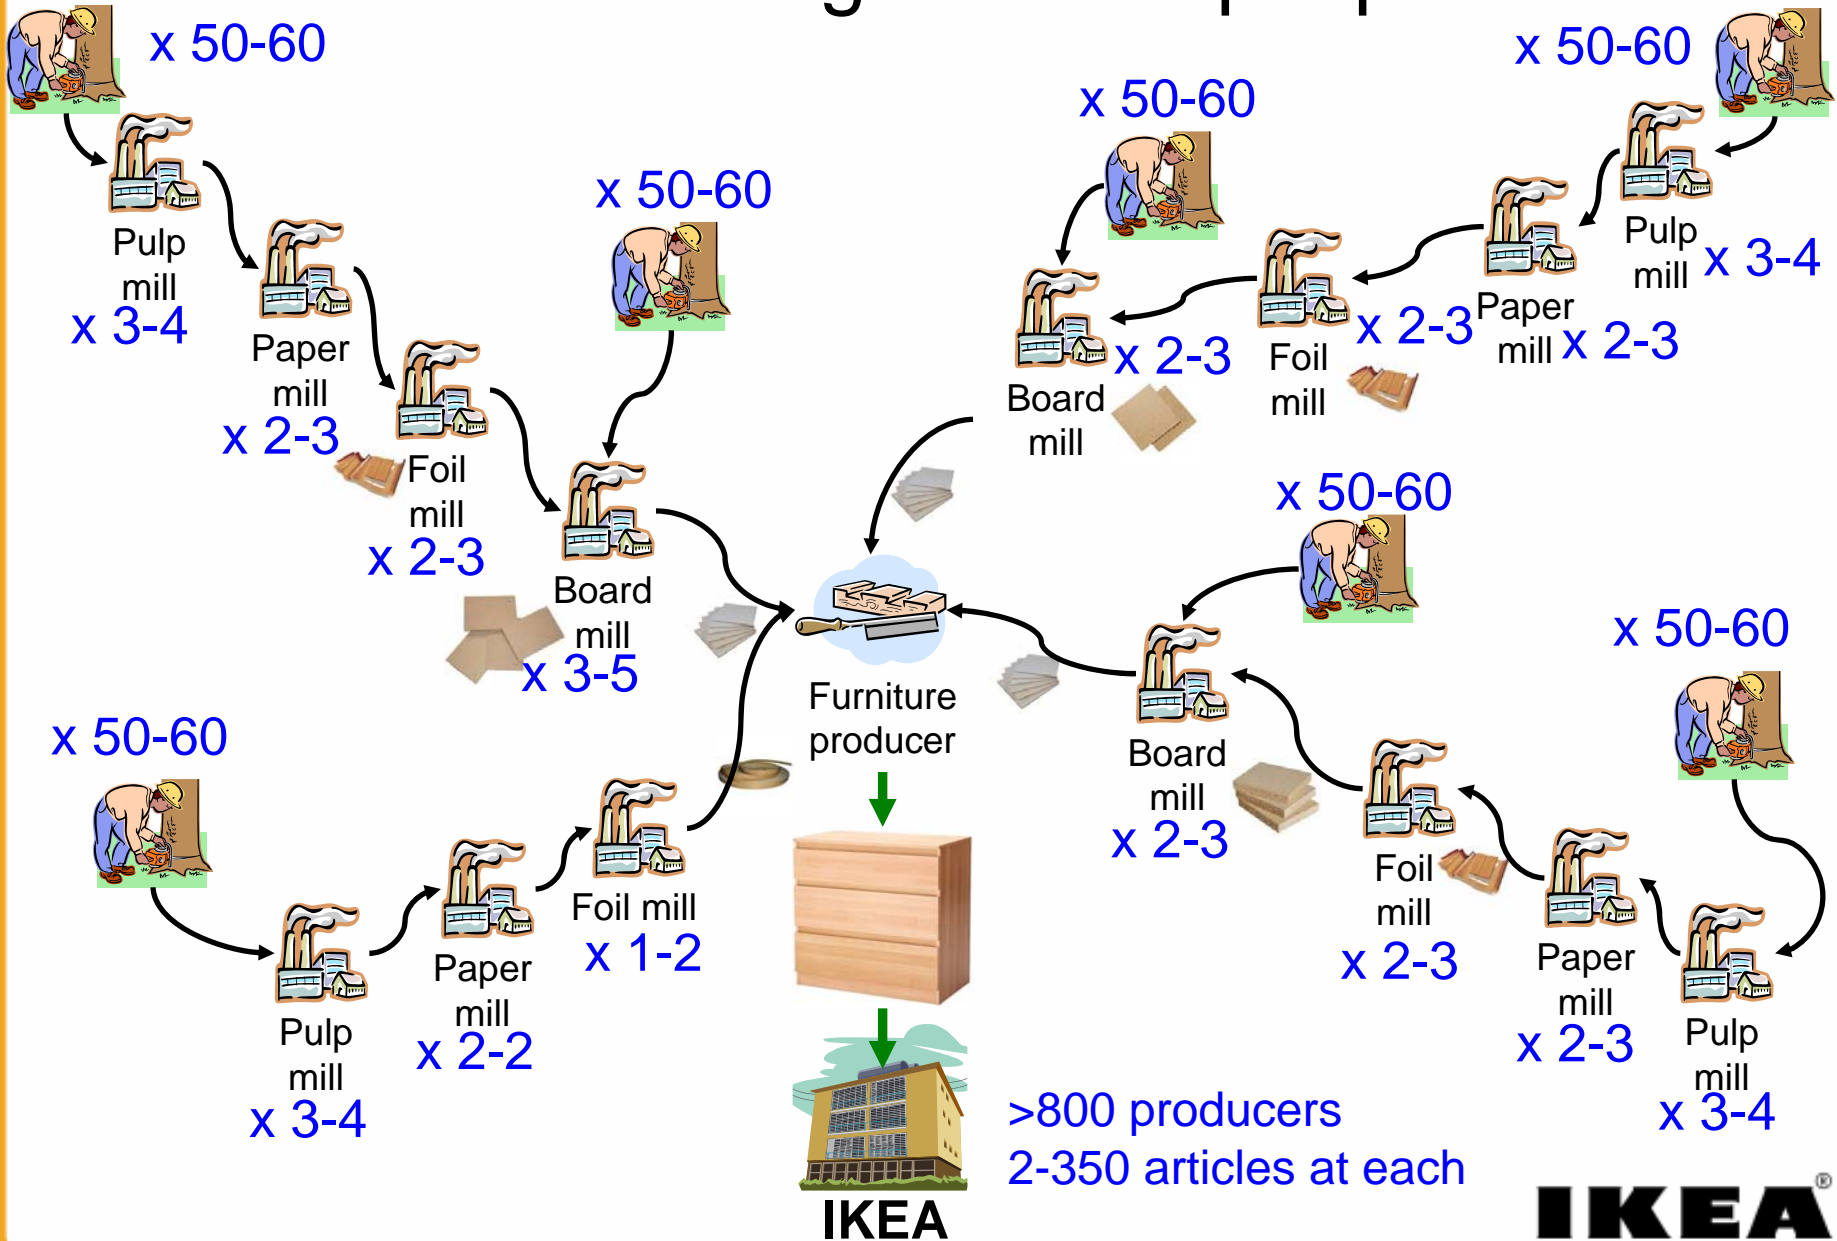 x 50-60
Pulp
mill
x 3-4
Paper
mill
x 2-3
Foil
mill
x 2-3
x 50-60
Board
mill
x 3-5
x 50-60
Pulp
mill
x 3-4
Paper
mill
x 2-2
Foil mill
x 1-2
x 50-60
Board
mill
x 2-3
Foil
mill
x 2-3
Paper
mill
x 2-3
Pulp
mill
x 3-4
x 50-60
x 50-60
Board
mill
x 2-3
Foil
mill
x 2-3
Paper
mill
x 2-3
Pulp
mill
x 3-4
x 50-60
Furniture
producer
IKEA
>800 producers
2-350 articles at each
IKEA®